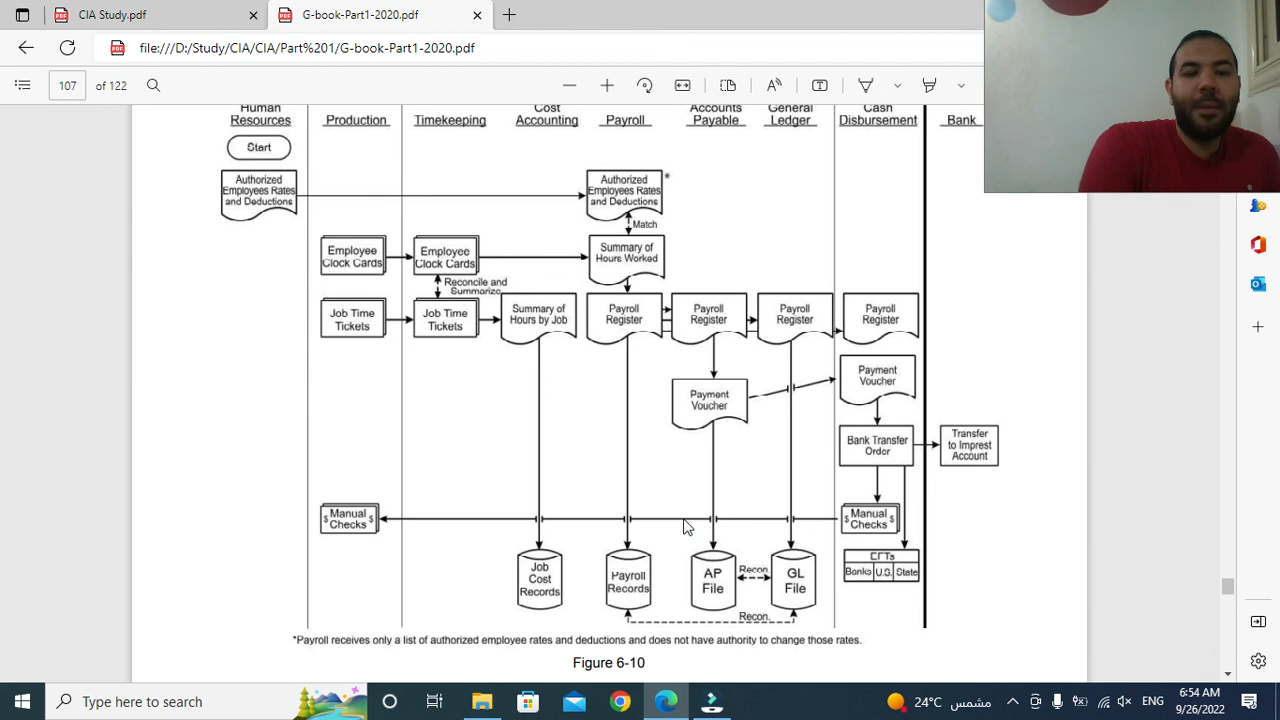 CIA Study.pdf
G-book-Part1-2020.pdf
file:///D:/Study/CIA/CIA/Part%201/G-book-Part1-2020.pdf
107 of 122
Human Resources
Production
Timekeeping
Cost Accounting
Payroll
Accounts Payable
General Ledger
Cash Disbursement
Bank
Start
Authorized
Employees Rates
and Deductions
Authorized
Employees Rates
and Deductions
*
Match
Employee
Clock Cards
Employee
Clock Cards
Summary of
Hours Worked
Reconcile and
Summarize
Job Time
Tickets
Job Time
Tickets
Summary of
Hours by Job
Payroll
Register
Payroll
Register
Payroll
Register
Payroll
Register
Payment
Voucher
Payment
Voucher
Bank Transfer
Order
Transfer
to Imprest
Account
$ Manual Checks $
$ Manual Checks $
EFTs
Banks U.S. State
Job
Cost
Records
Payroll
Records
AP
File
Recon.
GL
File
Recon.
*Payroll receives only a list of authorized employee rates and deductions and does not have authority to change those rates.
Figure 6-10
Type here to search
24°C مشمس
ENG
6:54 AM
9/26/2022